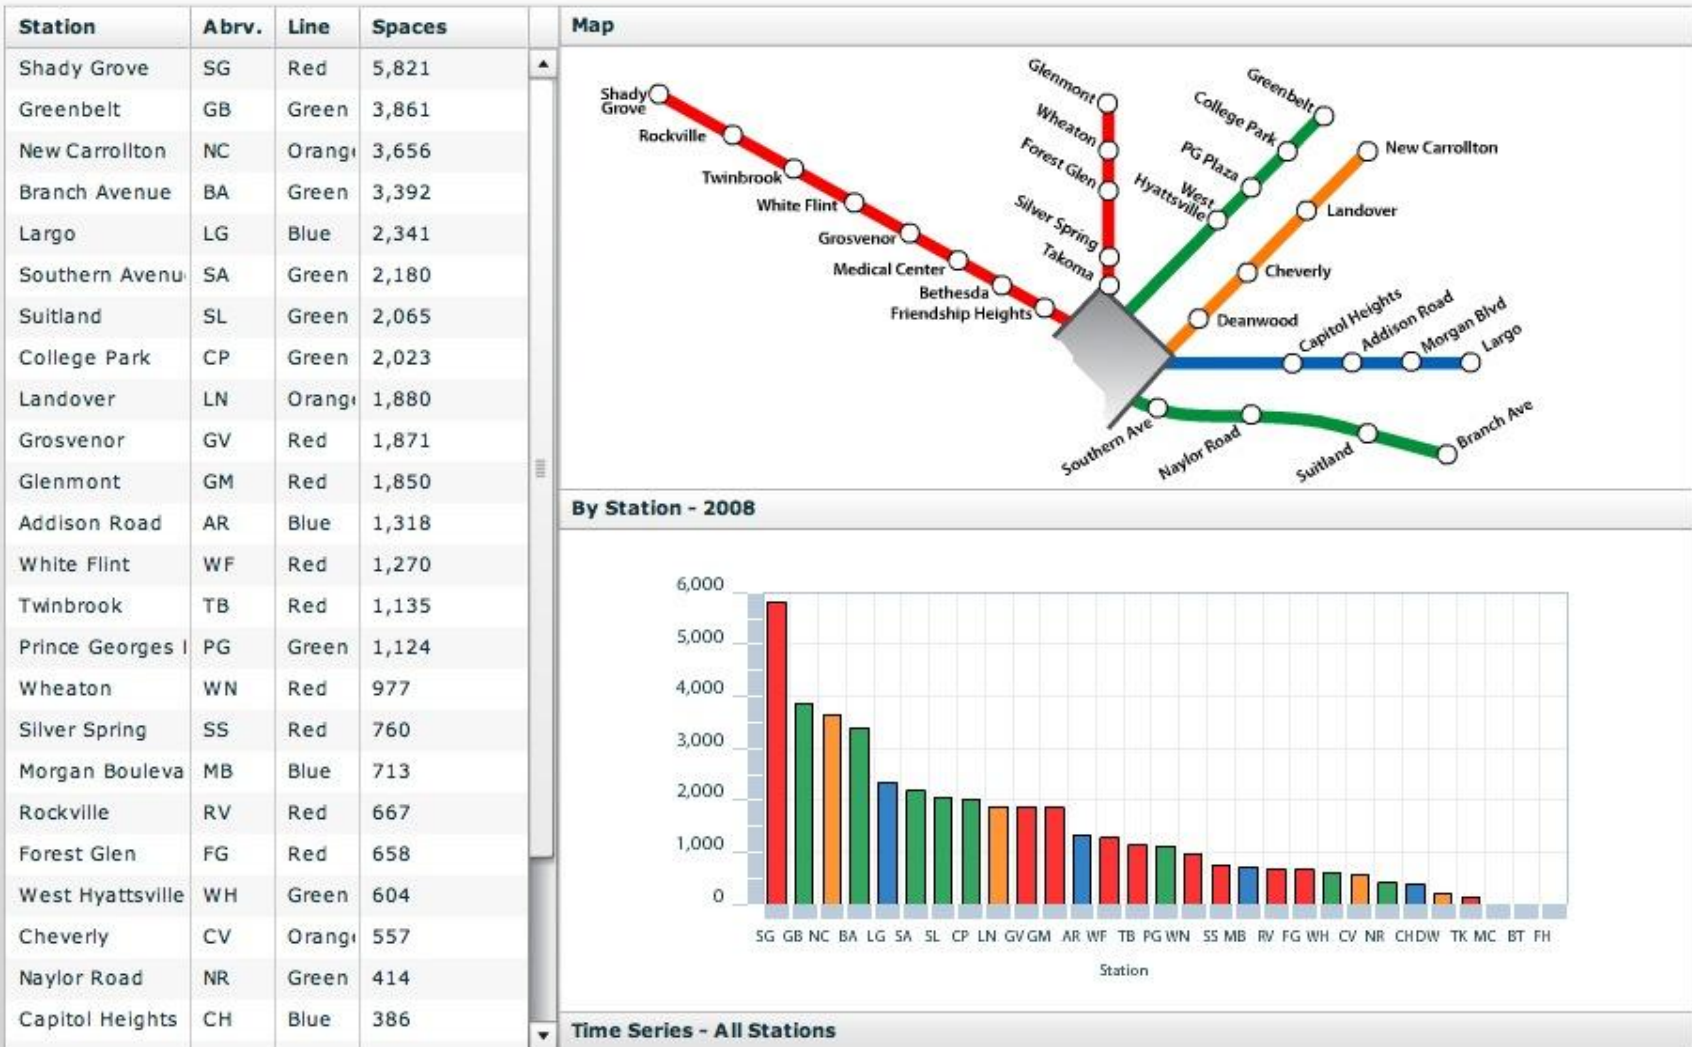 Station Abrv. Line Spaces
Shady Grove SG Red 5,821
Greenbelt GB Green 3,861
New Carrollton NC Orang 3,656
Branch Avenue BA Green 3,392
Largo LG Blue 2,341
Southern Avenu SA Green 2,180
Suitland SL Green 2,065
College Park CP Green 2,023
Landover LN Orang 1,880
Grosvenor GV Red 1,871
Glenmont GM Red 1,850
Addison Road AR Blue 1,318
White Flint WF Red 1,270
Twinbrook TB Red 1,135
Prince Georges PG Green 1,124
Wheaton WN Red 977
Silver Spring SS Red 760
Morgan Bouleva MB Blue 713
Rockville RV Red 667
Forest Glen FG Red 658
West Hyattsville WH Green 604
Cheverly CV Orang 557
Naylor Road NR Green 414
Capitol Heights CH Blue 386
Map
Shady
Grove
Rockville
Twinbrook
White Flint
Grosvenor
Medical Center
Bethesda
Friendship Heights
Glenmont
Wheaton
Forest Glen
Silver Spring
Takoma
Greenbelt
College Park
PG Plaza
West
Hyattsville
New Carrollton
Landover
Cheverly
Deanwood
Capitol Heights
Addison Road
Morgan Blvd
Largo
Southern Ave
Naylor Road
Suitland
Branch Ave
By Station - 2008
6,000
5,000
4,000
3,000
2,000
1,000
0
SG GB NC BA LG SA SL CP LN GV GM AR WF TB PG WN SS MB RV FG WH CV NR CH DW TK MC BT FH
Station
Time Series - All Stations